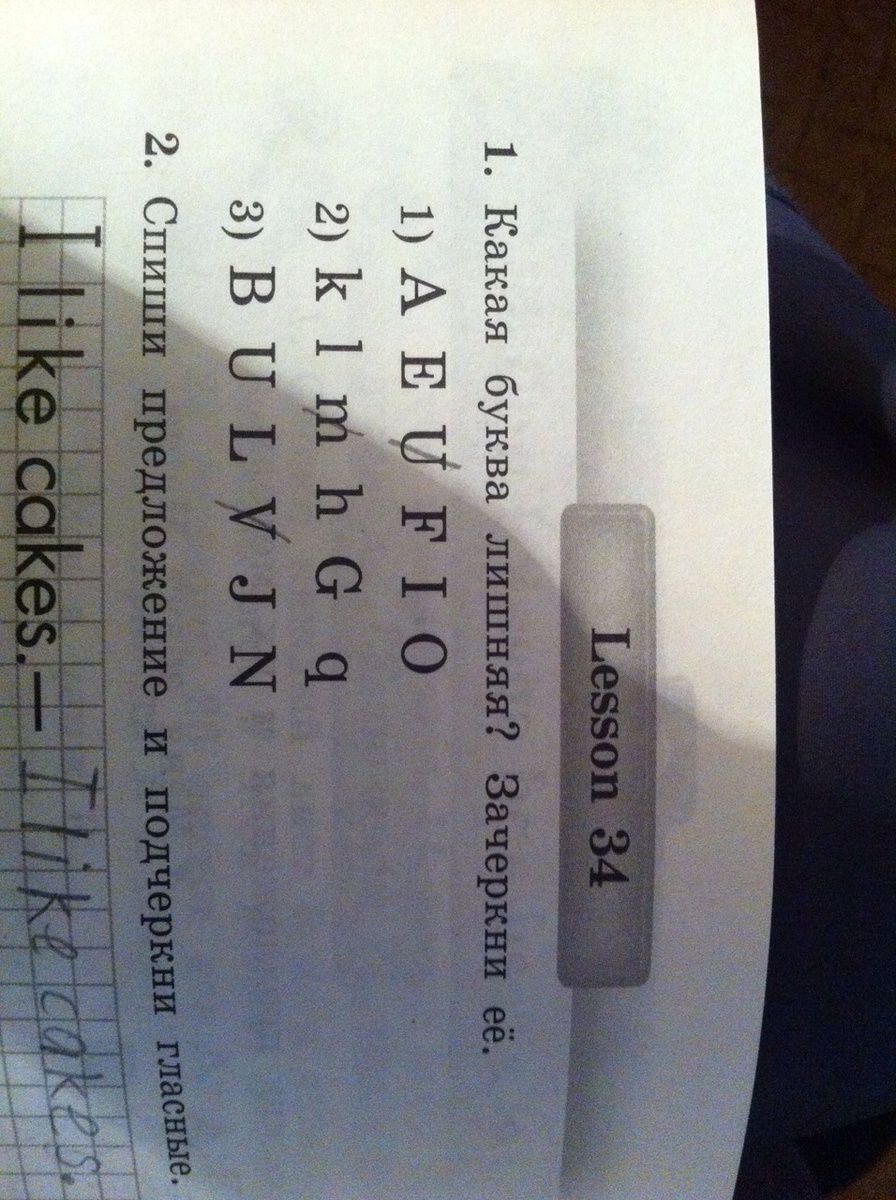 Lesson 34
1. Какая буква лишняя? Зачеркни её.
1) A E U F I O
2) k l m h G q
3) B U L V J N
2. Спиши предложение и подчеркни гласные.
I like cakes.— I like cakes.